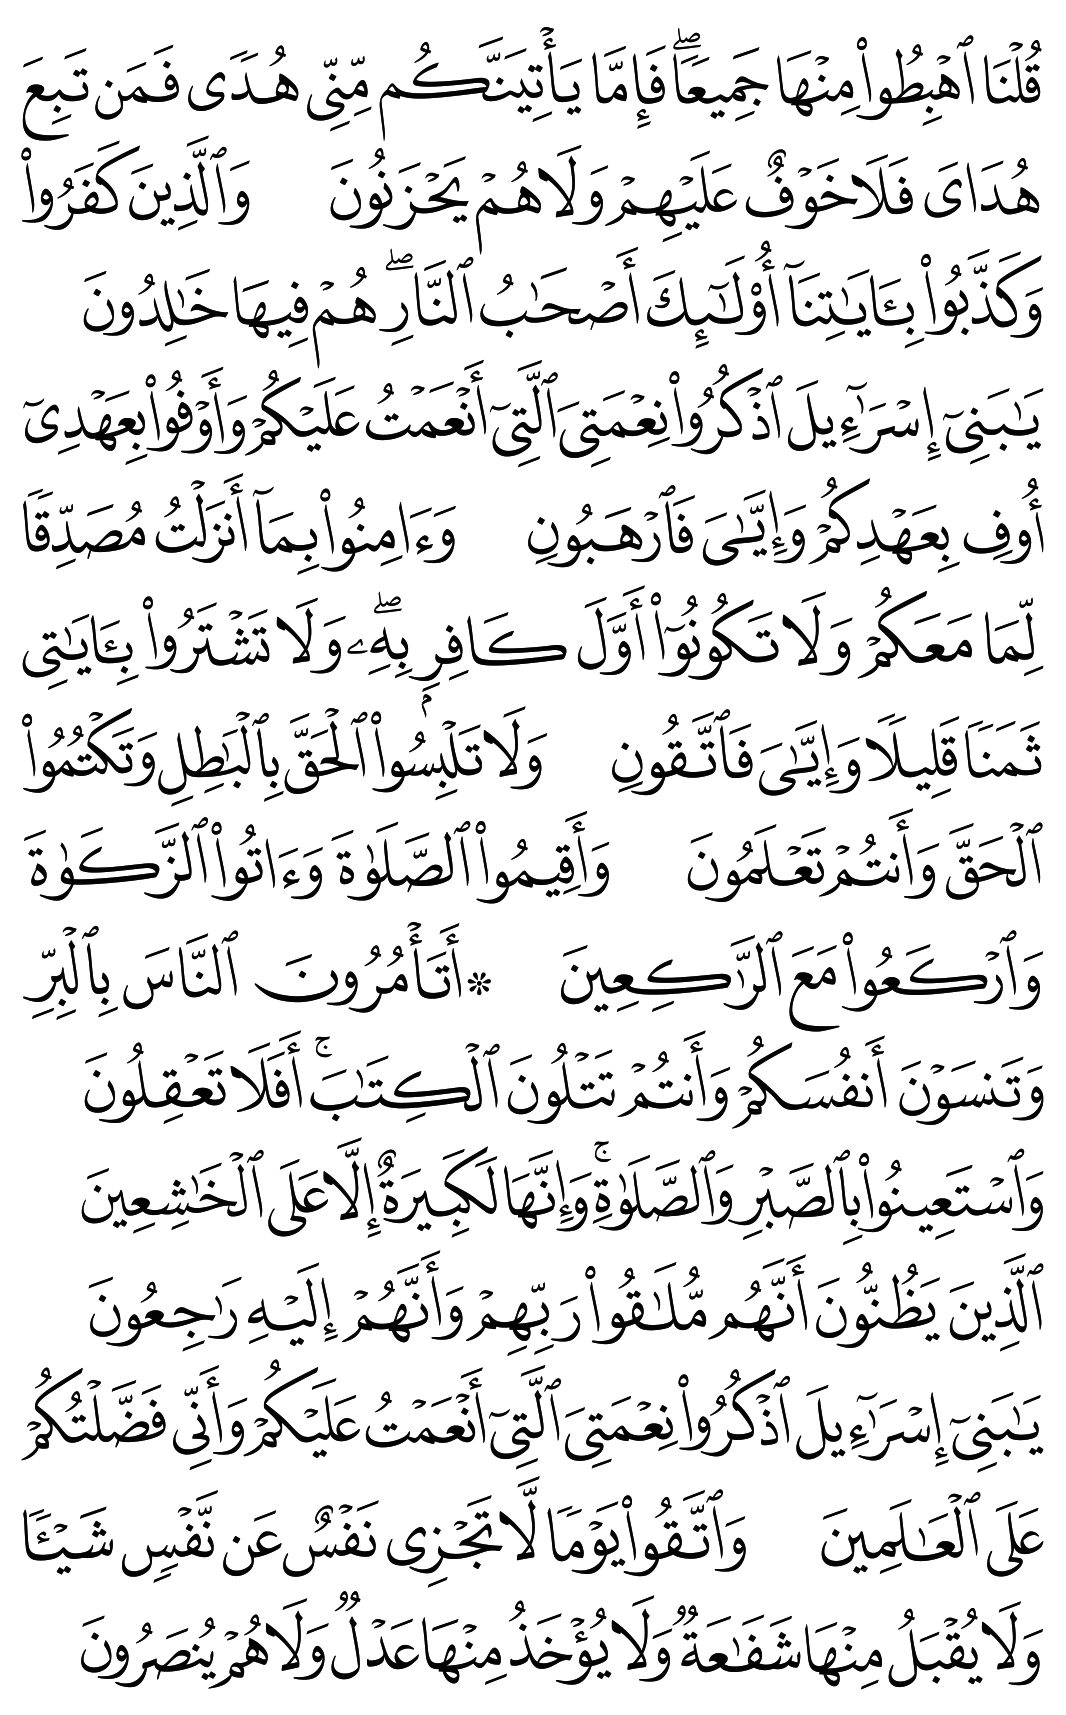 قُلْنَا ٱهْبِطُوا۟ مِنْهَا جَمِيعًۭا ۖ فَإِمَّا يَأْتِيَنَّكُم مِّنِّى هُدًۭى فَمَن تَبِعَ
هُدَاىَ فَلَا خَوْفٌ عَلَيْهِمْ وَلَا هُمْ يَحْزَنُونَ وَٱلَّذِينَ كَفَرُوا۟
وَكَذَّبُوا۟ بِـَٔايَـٰتِنَآ أُو۟لَـٰٓئِكَ أَصْحَـٰبُ ٱلنَّارِ ۖ هُمْ فِيهَا خَـٰلِدُونَ
يَـٰبَنِىٓ إِسْرَٰٓءِيلَ ٱذْكُرُوا۟ نِعْمَتِىَ ٱلَّتِىٓ أَنْعَمْتُ عَلَيْكُمْ وَأَوْفُوا۟ بِعَهْدِىٓ
أُوفِ بِعَهْدِكُمْ وَإِيَّـٰىَ فَٱرْهَبُونِ وَءَامِنُوا۟ بِمَآ أَنزَلْتُ مُصَدِّقًۭا
لِّمَا مَعَكُمْ وَلَا تَكُونُوٓا۟ أَوَّلَ كَافِرٍۭ بِهِۦ ۖ وَلَا تَشْتَرُوا۟ بِـَٔايَـٰتِى
ثَمَنًۭا قَلِيلًۭا وَإِيَّـٰىَ فَٱتَّقُونِ وَلَا تَلْبِسُوا۟ ٱلْحَقَّ بِٱلْبَـٰطِلِ وَتَكْتُمُوا۟
ٱلْحَقَّ وَأَنتُمْ تَعْلَمُونَ وَأَقِيمُوا۟ ٱلصَّلَوٰةَ وَءَاتُوا۟ ٱلزَّكَوٰةَ
وَٱرْكَعُوا۟ مَعَ ٱلرَّٰكِعِينَ * أَتَأْمُرُونَ ٱلنَّاسَ بِٱلْبِرِّ
وَتَنسَوْنَ أَنفُسَكُمْ وَأَنتُمْ تَتْلُونَ ٱلْكِتَـٰبَ ۚ أَفَلَا تَعْقِلُونَ
وَٱسْتَعِينُوا۟ بِٱلصَّبْرِ وَٱلصَّلَوٰةِ ۚ وَإِنَّهَا لَكَبِيرَةٌ إِلَّا عَلَى ٱلْخَـٰشِعِينَ
ٱلَّذِينَ يَظُنُّونَ أَنَّهُم مُّلَـٰقُوا۟ رَبِّهِمْ وَأَنَّهُمْ إِلَيْهِ رَٰجِعُونَ
يَـٰبَنِىٓ إِسْرَٰٓءِيلَ ٱذْكُرُوا۟ نِعْمَتِىَ ٱلَّتِىٓ أَنْعَمْتُ عَلَيْكُمْ وَأَنِّى فَضَّلْتُكُمْ
عَلَى ٱلْعَـٰلَمِينَ وَٱتَّقُوا۟ يَوْمًۭا لَّا تَجْزِى نَفْسٌ عَن نَّفْسٍۢ شَيْـًۭٔا
وَلَا يُقْبَلُ مِنْهَا شَفَـٰعَةٌۭ وَلَا يُؤْخَذُ مِنْهَا عَدْلٌۭ وَلَا هُمْ يُنصَرُونَ